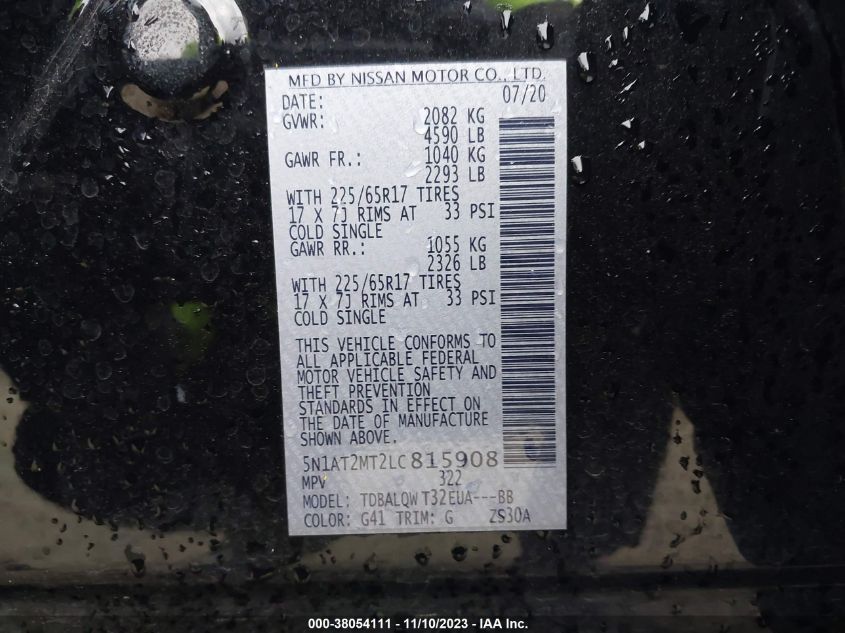 MFD BY NISSAN MOTOR CO., LTD.
DATE: 07/20
GVWR: 2082 KG
4590 LB
GAWR FR.: 1040 KG
2293 LB
WITH 225/65R17 TIRES
17 X 7J RIMS AT 33 PSI
COLD SINGLE
GAWR RR.: 1055 KG
2326 LB
WITH 225/65R17 TIRES
17 X 7J RIMS AT 33 PSI
COLD SINGLE
THIS VEHICLE CONFORMS TO
ALL APPLICABLE FEDERAL
MOTOR VEHICLE SAFETY AND
THEFT PREVENTION
STANDARDS IN EFFECT ON
THE DATE OF MANUFACTURE
SHOWN ABOVE.
5N1AT2MT2LC815908
MPV 322
MODEL: TDBALQW T32EUA---BB
COLOR: G41 TRIM: G ZS30A
000-38054111 - 11/10/2023 - IAA Inc.